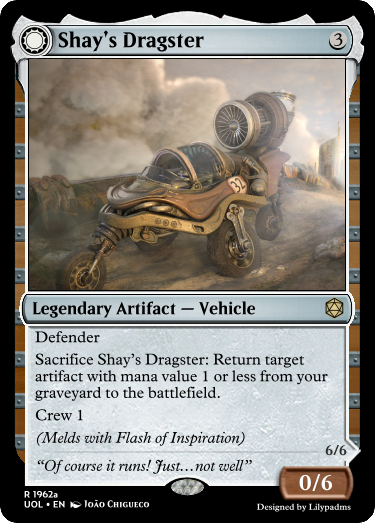 Shay's Dragster 3
32
Legendary Artifact — Vehicle
Defender
Sacrifice Shay's Dragster: Return target
artifact with mana value 1 or less from your
graveyard to the battlefield.
Crew 1
(Melds with Flash of Inspiration)
6/6
“Of course it runs! Just…not well”
0/6
R 1962a
UOL • EN João Chigueco
Designed by Lilypadms